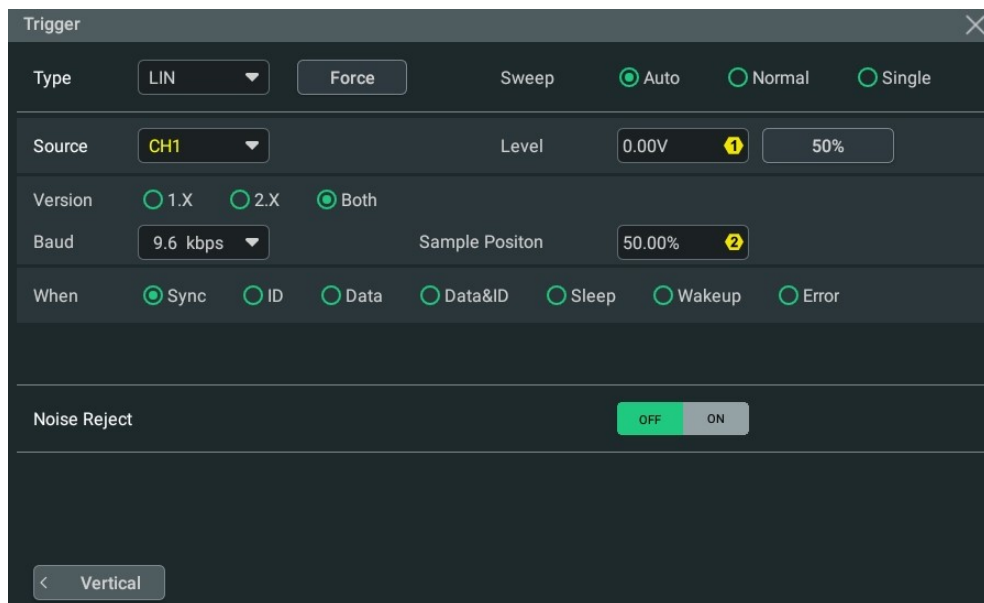 Trigger
Type LIN Force Sweep Auto Normal Single
Source CH1 Level 0.00V 1 50%
Version 1.X 2.X Both
Baud 9.6 kbps Sample Positon 50.00% 2
When Sync ID Data Data&ID Sleep Wakeup Error
Noise Reject OFF ON
< Vertical